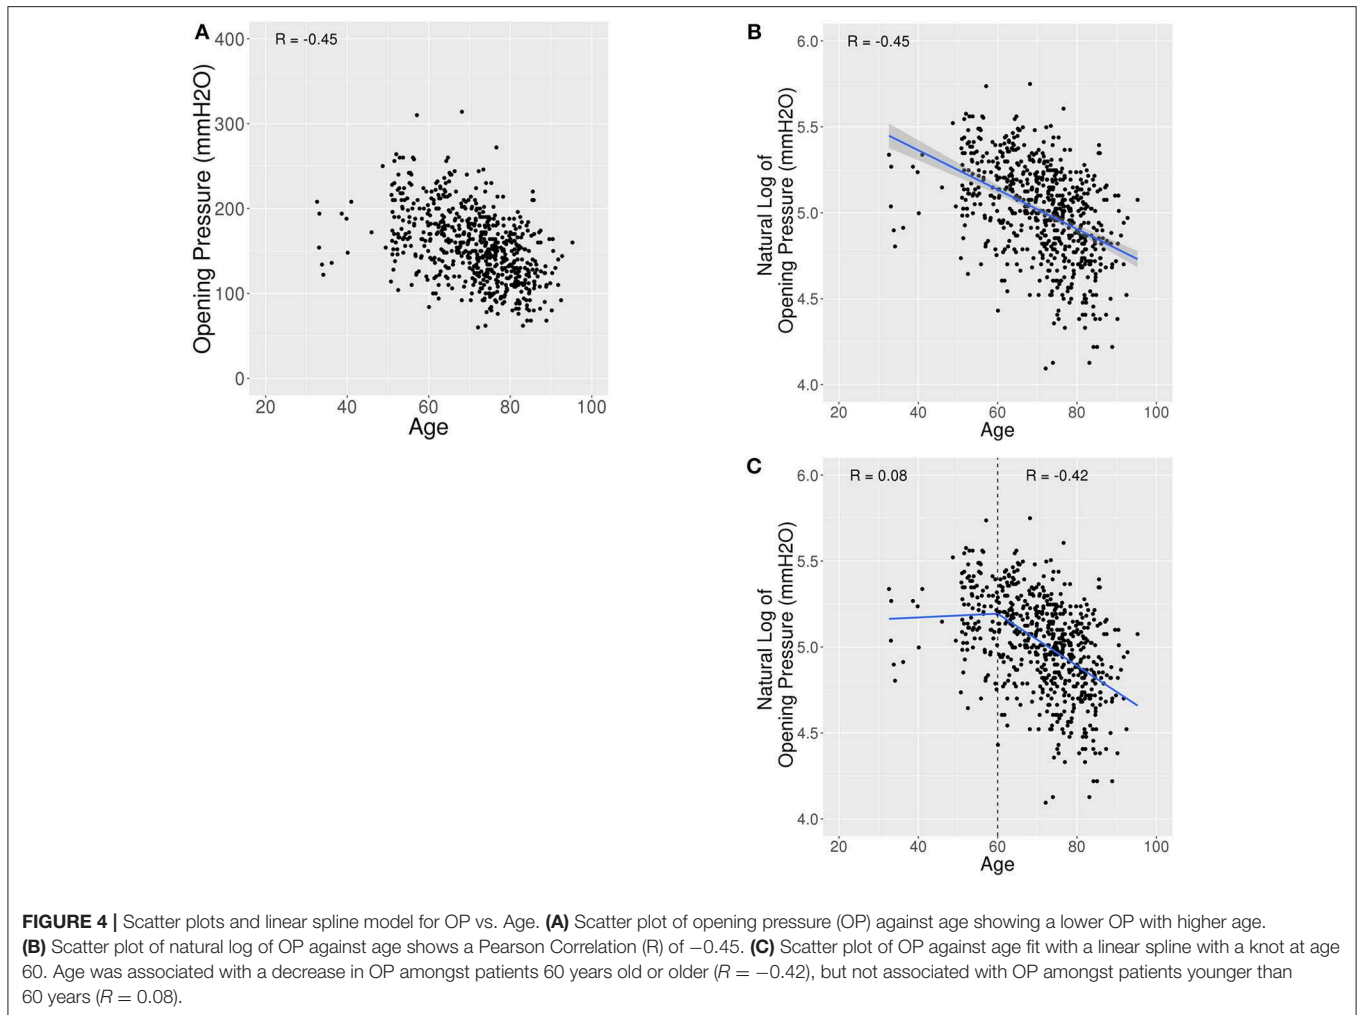 A
R = -0.45
400
300
200
100
0
Opening Pressure (mmH2O)
20 40 60 80 100
Age
B
R = -0.45
6.0
5.5
5.0
4.5
4.0
Natural Log of
Opening Pressure (mmH2O)
20 40 60 80 100
Age
C
R = 0.08 R = -0.42
6.0
5.5
5.0
4.5
4.0
Natural Log of
Opening Pressure (mmH2O)
20 40 60 80 100
Age
FIGURE 4 | Scatter plots and linear spline model for OP vs. Age. (A) Scatter plot of opening pressure (OP) against age showing a lower OP with higher age.
(B) Scatter plot of natural log of OP against age shows a Pearson Correlation (R) of −0.45. (C) Scatter plot of OP against age fit with a linear spline with a knot at age
60. Age was associated with a decrease in OP amongst patients 60 years old or older (R = −0.42), but not associated with OP amongst patients younger than
60 years (R = 0.08).